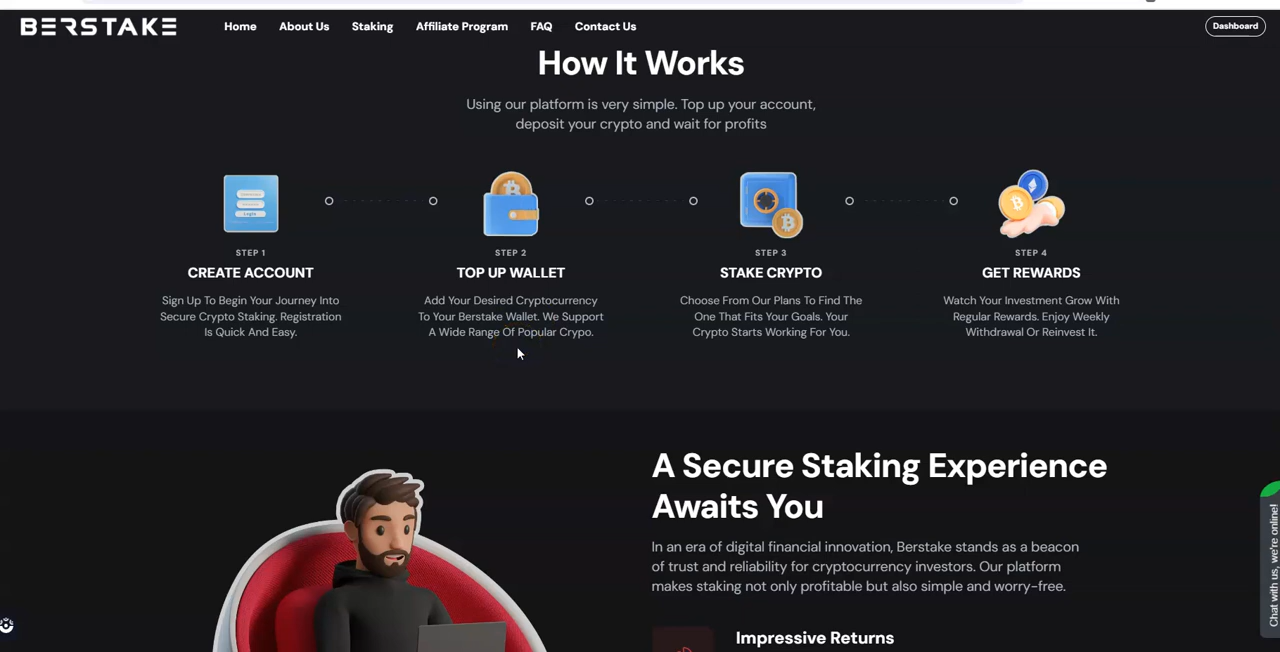 BERSTAKE
Home About Us Staking Affiliate Program FAQ Contact Us
Dashboard
How It Works
Using our platform is very simple. Top up your account,
deposit your crypto and wait for profits
Login
STEP 1
CREATE ACCOUNT
Sign Up To Begin Your Journey Into
Secure Crypto Staking. Registration
Is Quick And Easy.
STEP 2
TOP UP WALLET
Add Your Desired Cryptocurrency
To Your Berstake Wallet. We Support
A Wide Range Of Popular Crypo.
STEP 3
STAKE CRYPTO
Choose From Our Plans To Find The
One That Fits Your Goals. Your
Crypto Starts Working For You.
STEP 4
GET REWARDS
Watch Your Investment Grow With
Regular Rewards. Enjoy Weekly
Withdrawal Or Reinvest It.
A Secure Staking Experience
Awaits You
In an era of digital financial innovation, Berstake stands as a beacon
of trust and reliability for cryptocurrency investors. Our platform
makes staking not only profitable but also simple and worry-free.
Impressive Returns
Chat with us, we're online!